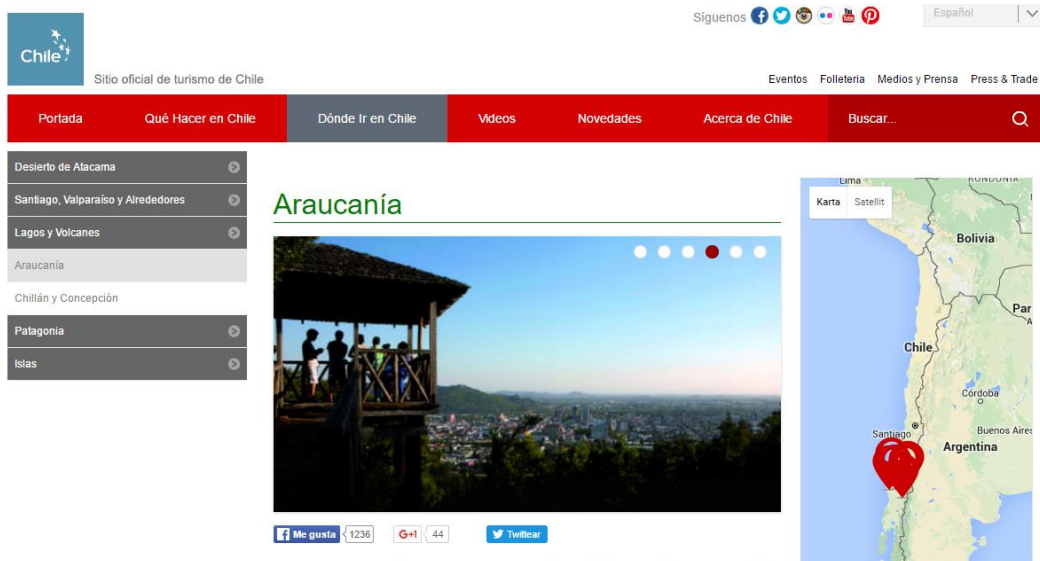 Síguenos
Español
Chile
Sitio oficial de turismo de Chile
Eventos Folleteria Medios y Prensa Press & Trade
Portada Qué Hacer en Chile Dónde Ir en Chile Videos Novedades Acerca de Chile Buscar...
Desierto de Atacama
Santiago, Valparaíso y Alrededores
Lagos y Volcanes
Araucanía
Chillán y Concepción
Patagonia
Islas
Araucanía
Me gusta 1236 G+1 44 Twittear
Lima
RONDONIA
Karta Satellit
Bolivia
Par
Chile
Córdoba
Santiago
Buenos Aires
Argentina